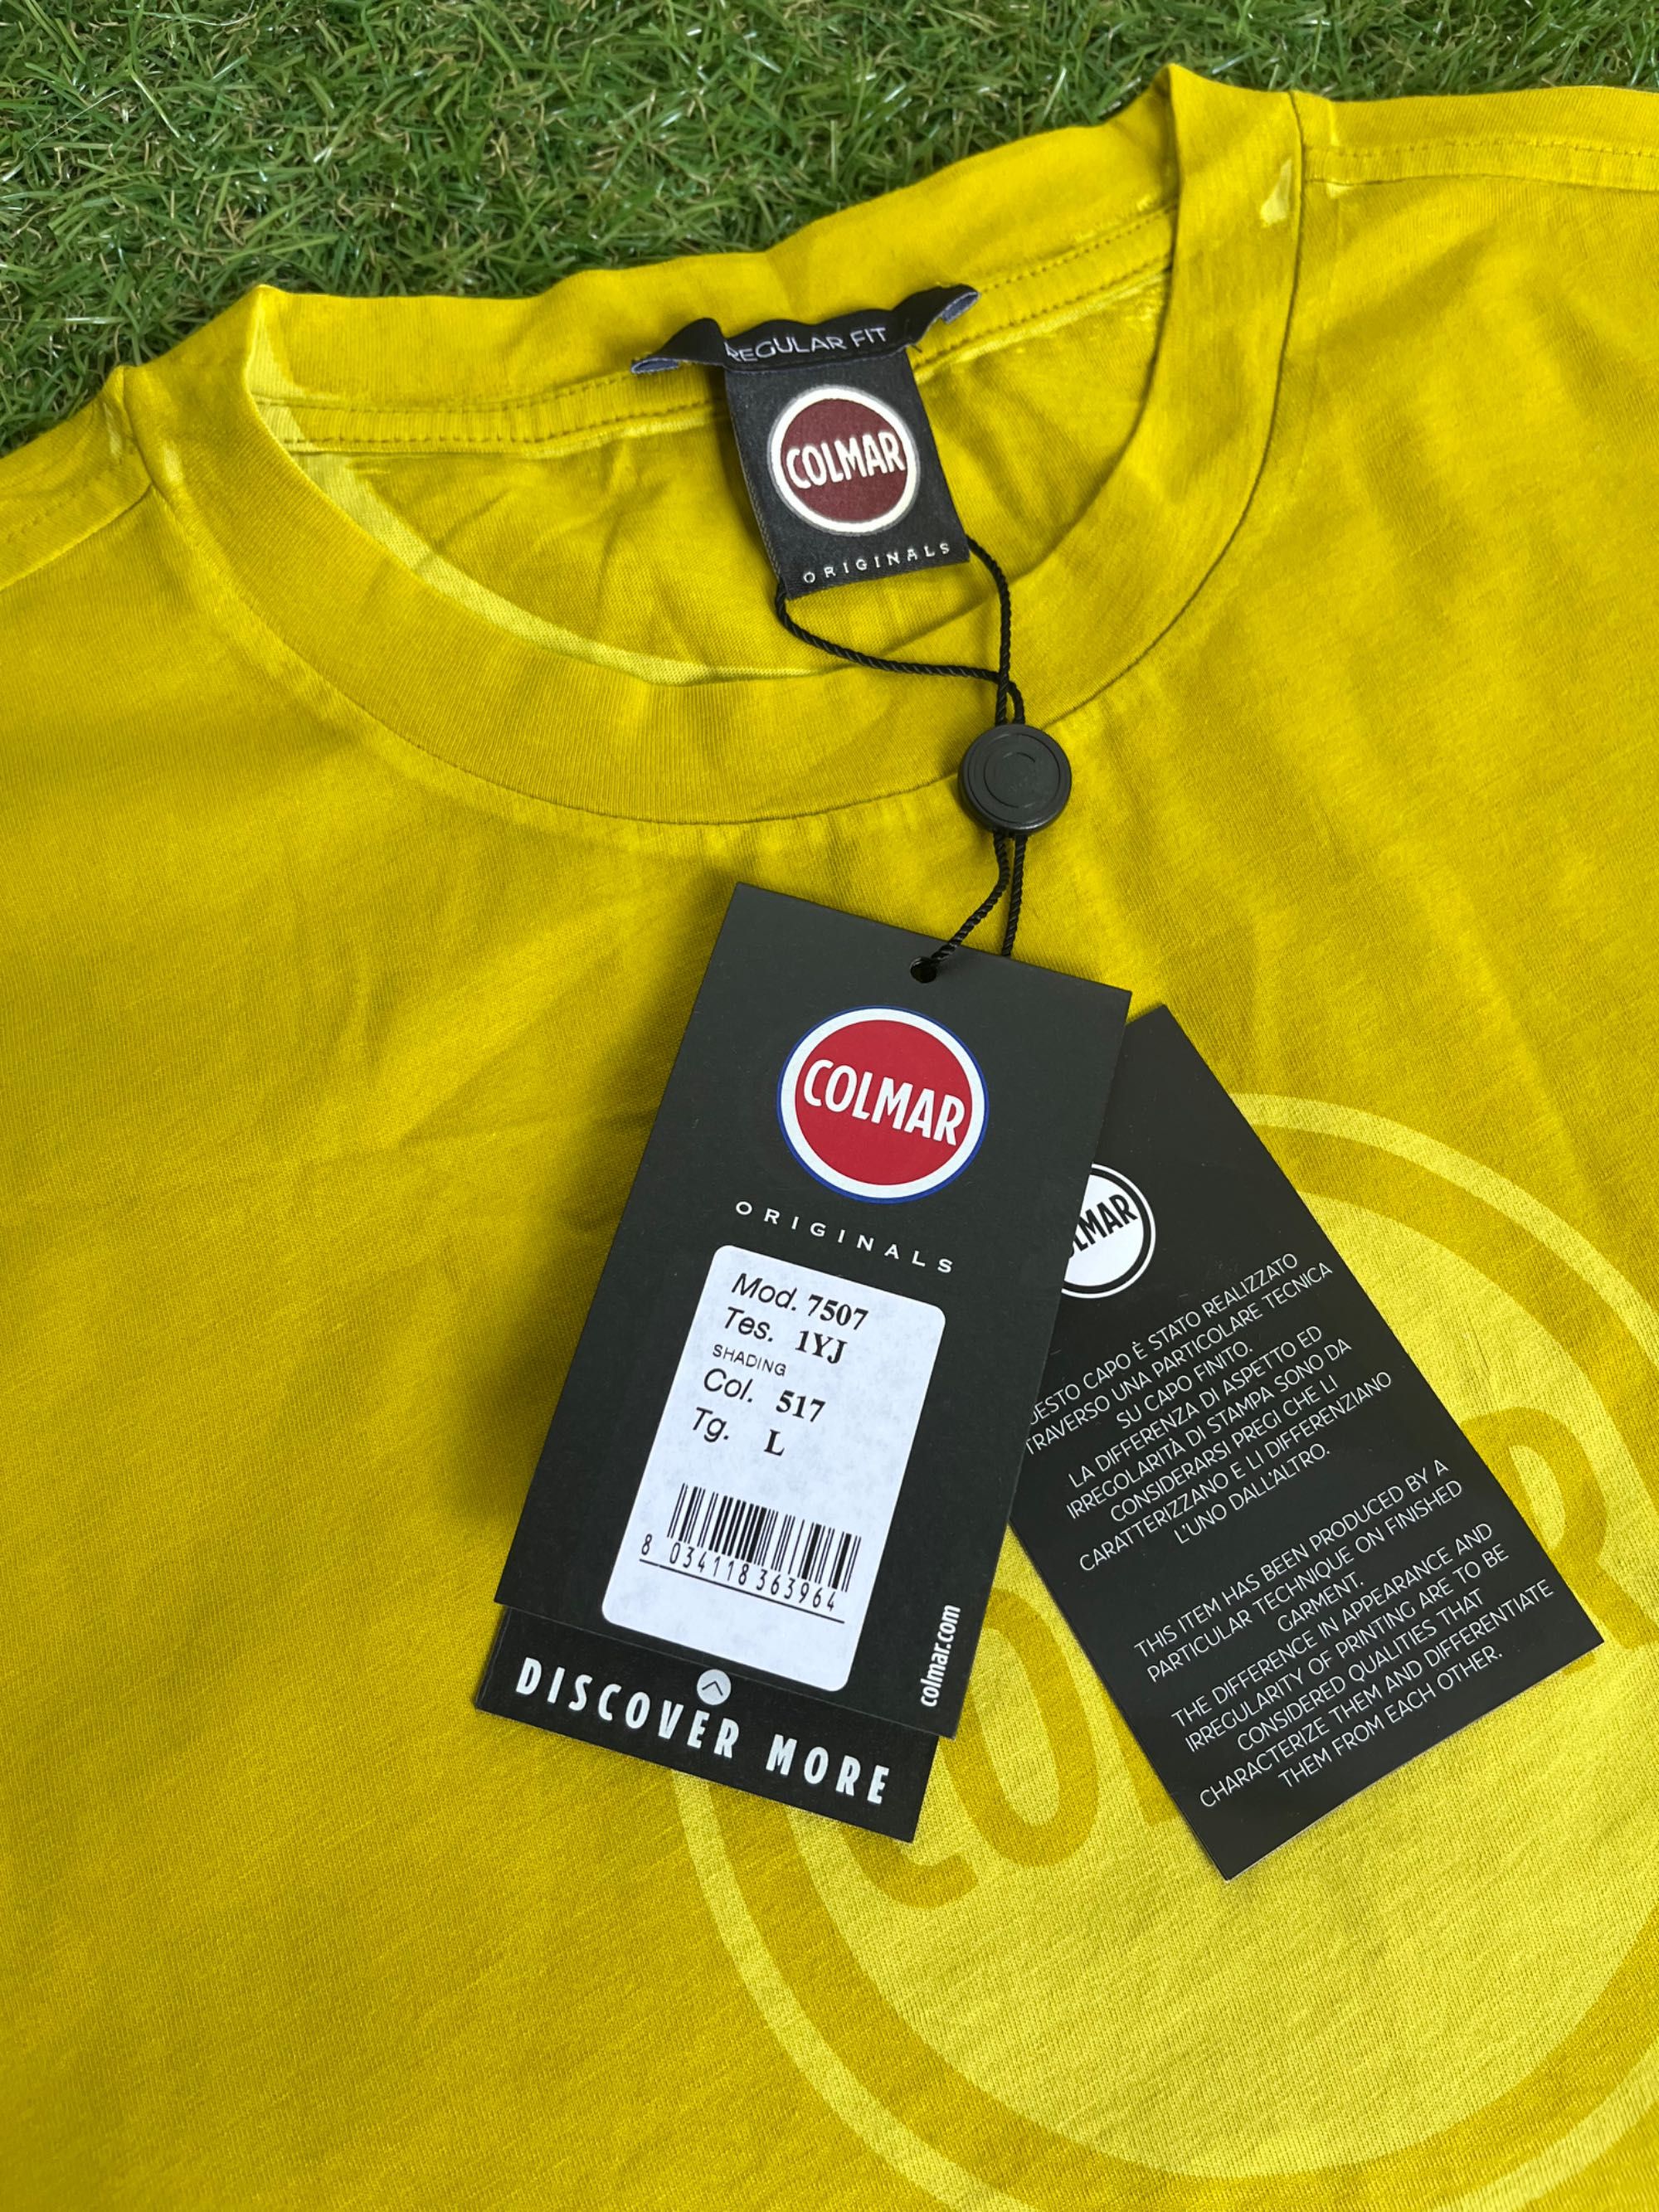 REGULAR FIT
COLMAR
ORIGINALS
COLMAR
ORIGINALS
Mod. 7507
Tes. 1YJ
SHADING
Col. 517
Tg. L
8 034118 363964
colmar.com
DISCOVER MORE
CAPO È STATO REALIZZATO
UNA PARTICOLARE TECNICA
SU CAPO FINITO.
LA DIFFERENZA DI ASPETTO ED
IRREGOLARITÀ DI STAMPA SONO DA
CONSIDERARSI PREGI CHE LI
CARATTERIZZANO E LI DIFFERENZIANO
L'UNO DALL'ALTRO.
THIS ITEM HAS BEEN PRODUCED BY A
PARTICULAR TECHNIQUE ON FINISHED
GARMENT.
THE DIFFERENCE IN APPEARANCE AND
IRREGULARITY OF PRINTING ARE TO BE
CONSIDERED QUALITIES THAT
CHARACTERIZE THEM AND DIFFERENTIATE
THEM FROM EACH OTHER.